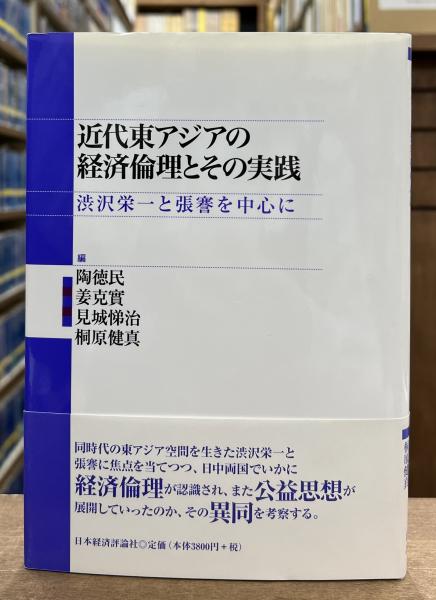 近代東アジアの
経済倫理とその実践
渋沢栄一と張謇を中心に
編
陶德民
姜克實
見城悌治
桐原健真
同時代の東アジア空間を生きた渋沢栄一と
張謇に焦点を当てつつ、日中両国でいかに
経済倫理が認識され、また公益思想が
展開していったのか、その異同を考察する。
日本経済評論社◎定価(本体3800円+税)